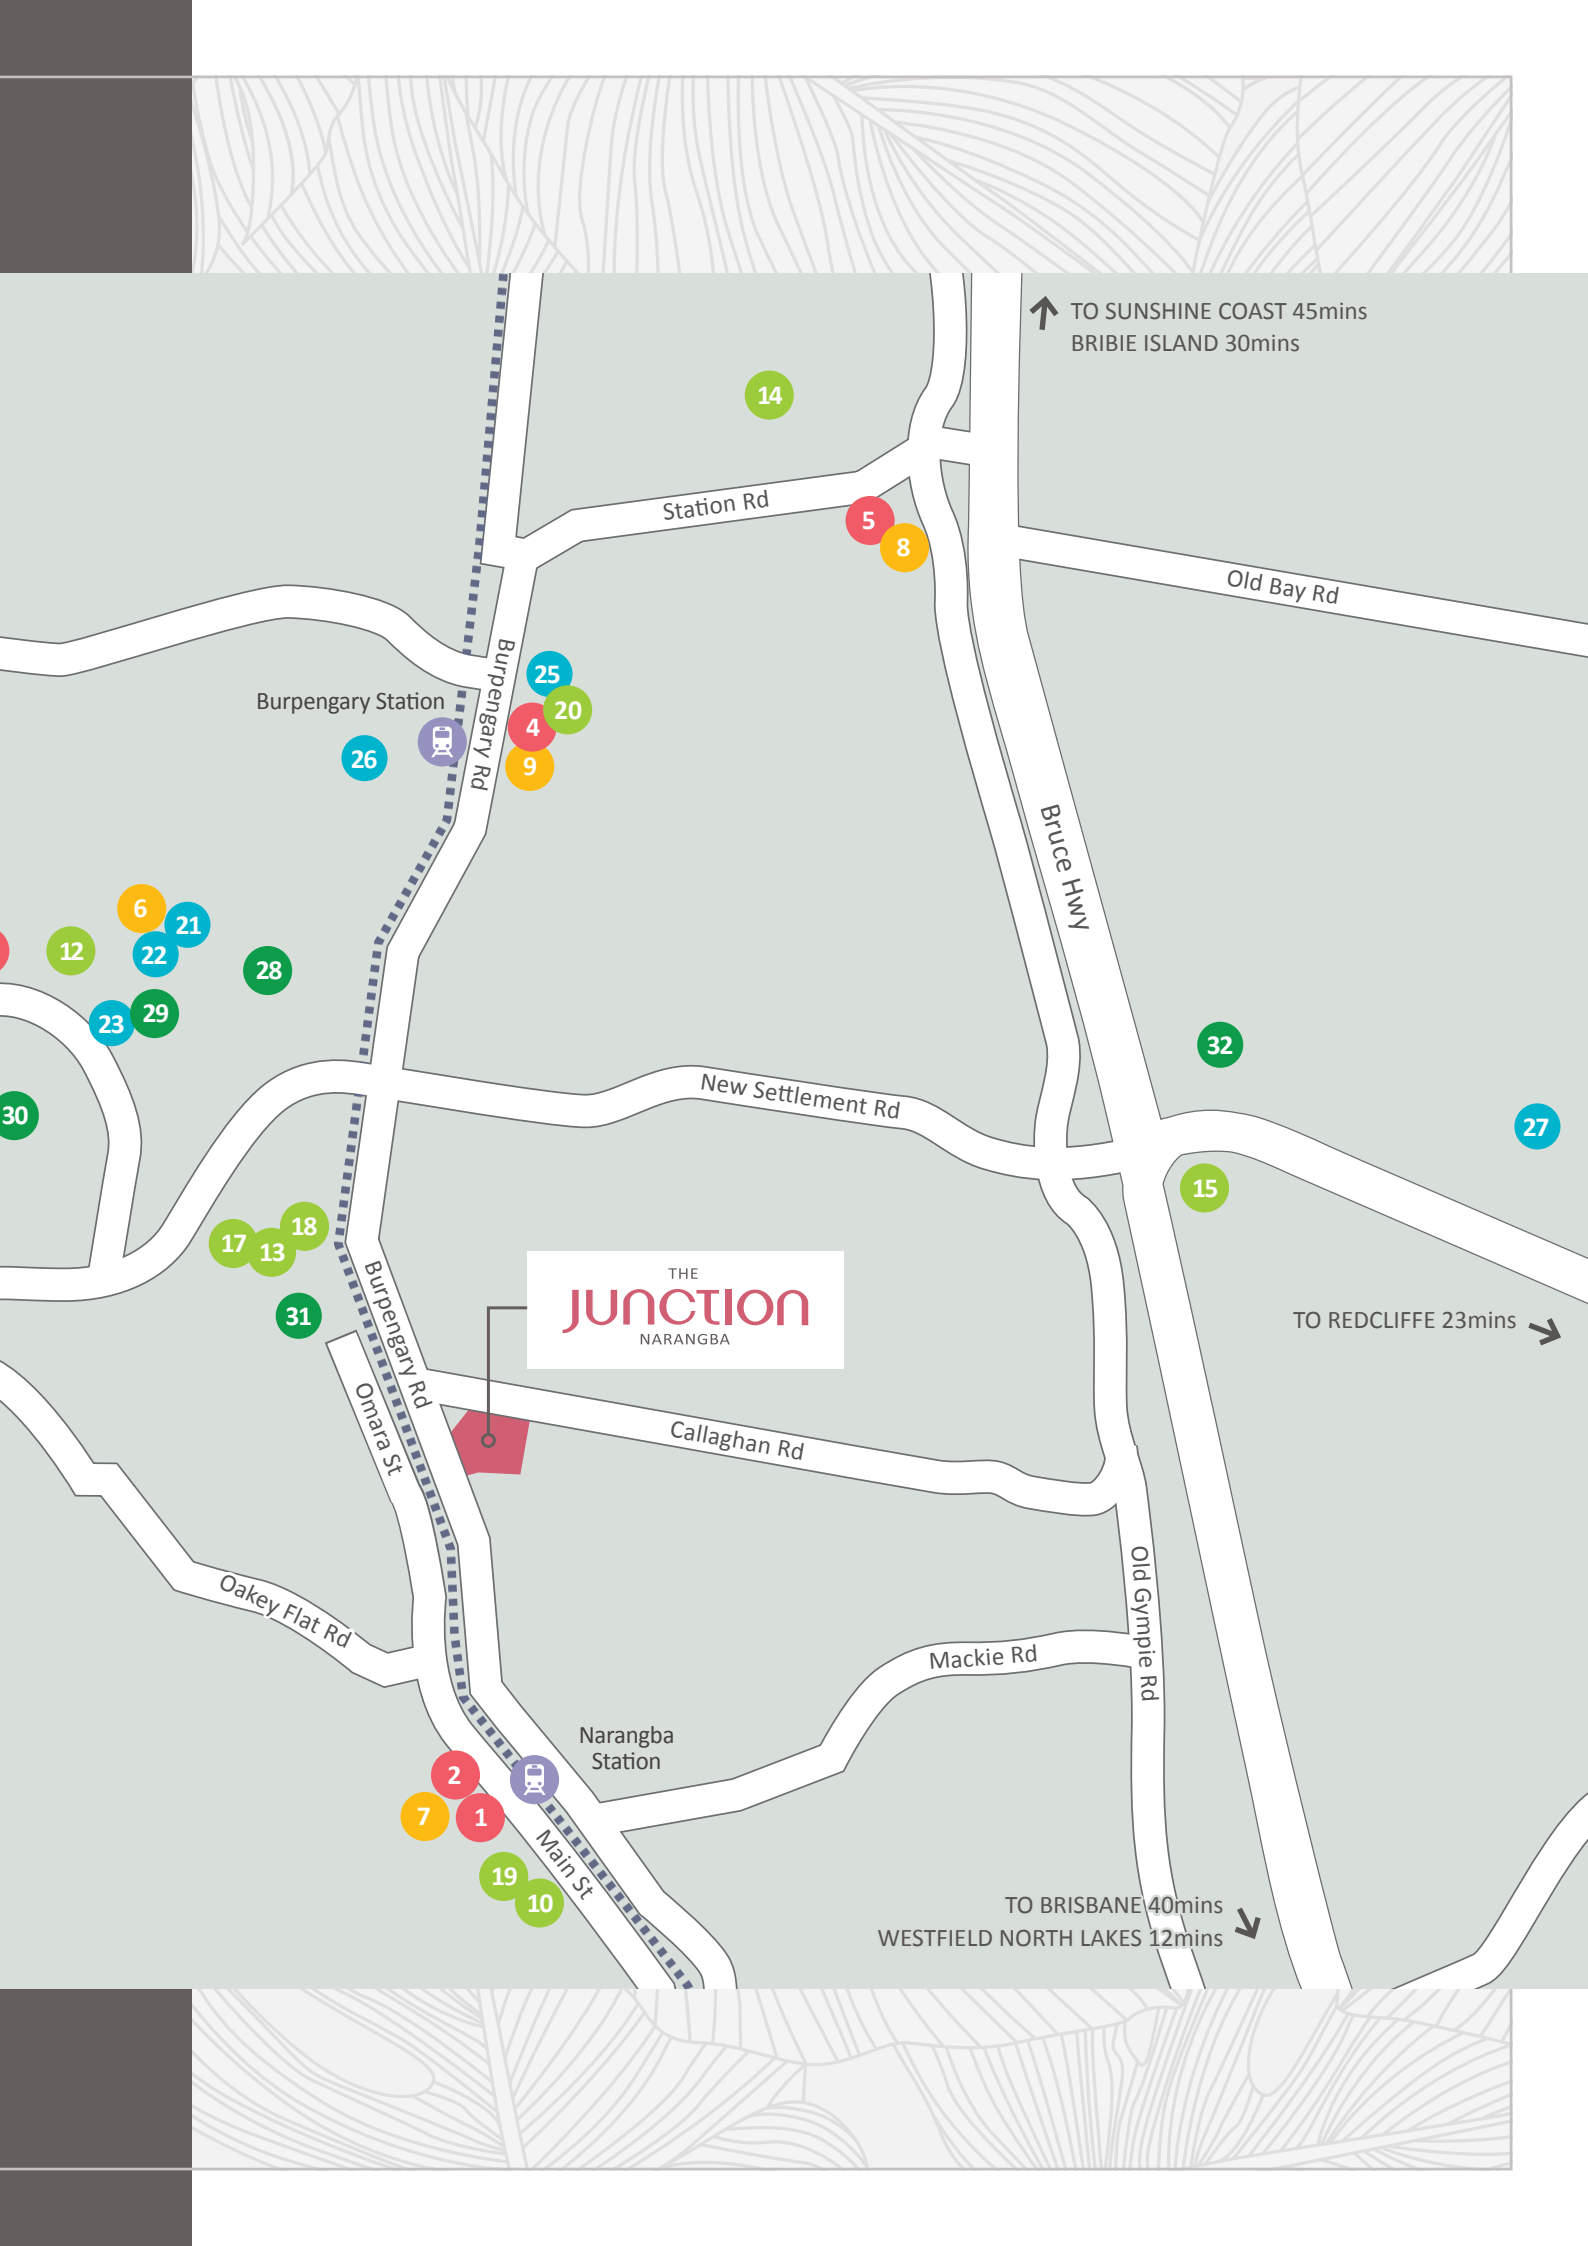 TO SUNSHINE COAST 45mins
BRIBIE ISLAND 30mins
14
Station Rd
5
8
Old Bay Rd
Burpengary Rd
25
20
Burpengary Station
4
26
9
Bruce Hwy
6
21
12
22
28
29
23
32
New Settlement Rd
30
27
15
18
17
13
THE
JUNCTION
NARANGBA
31
Burpengary Rd
TO REDCLIFFE 23mins
Omara St
Callaghan Rd
Old Gympie Rd
Oakey Flat Rd
Mackie Rd
Narangba
Station
2
7
1
Main St
19
10
TO BRISBANE 40mins
WESTFIELD NORTH LAKES 12mins